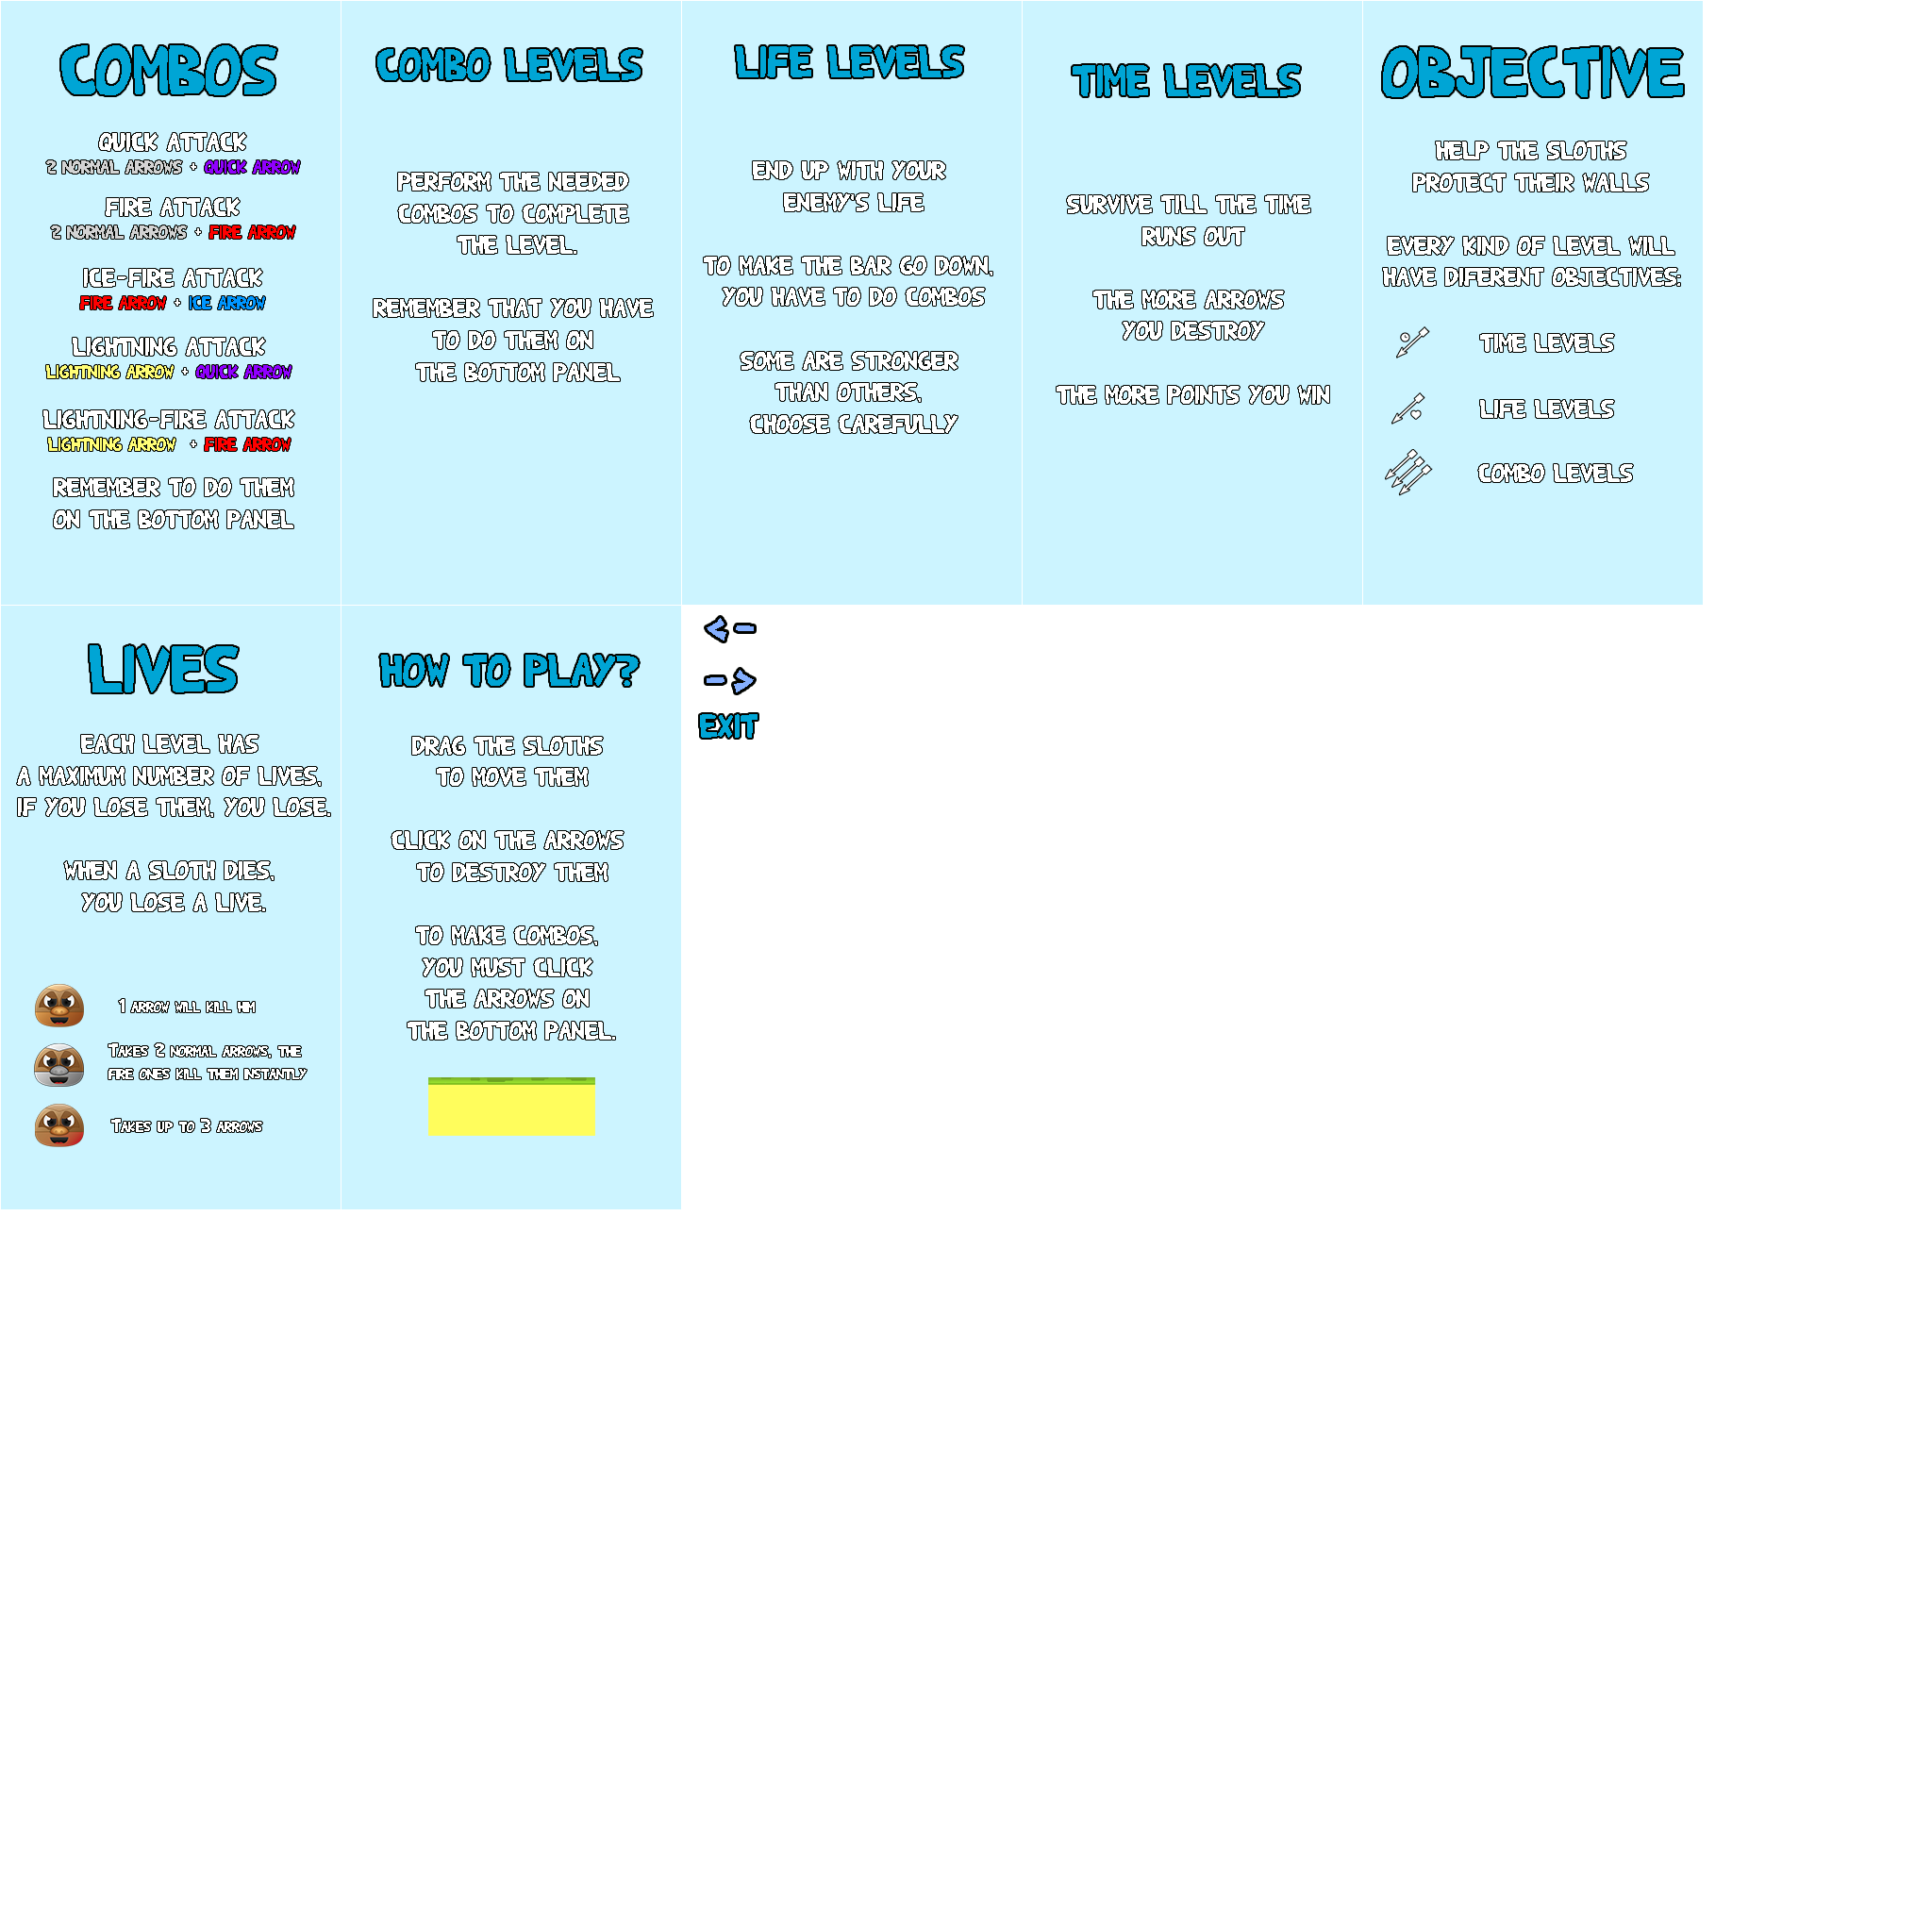 COMBOS
QUICK ATTACK
2 NORMAL ARROWS + QUICK ARROW
FIRE ATTACK
2 NORMAL ARROWS + FIRE ARROW
ICE-FIRE ATTACK
FIRE ARROW + ICE ARROW
LIGHTNING ATTACK
LIGHTNING ARROW + QUICK ARROW
LIGHTNING-FIRE ATTACK
LIGHTNING ARROW + FIRE ARROW
REMEMBER TO DO THEM
ON THE BOTTOM PANEL
COMBO LEVELS
PERFORM THE NEEDED
COMBOS TO COMPLETE
THE LEVEL.
REMEMBER THAT YOU HAVE
TO DO THEM ON
THE BOTTOM PANEL
LIFE LEVELS
END UP WITH YOUR
ENEMY'S LIFE
TO MAKE THE BAR GO DOWN,
YOU HAVE TO DO COMBOS
SOME ARE STRONGER
THAN OTHERS,
CHOOSE CAREFULLY
TIME LEVELS
SURVIVE TILL THE TIME
RUNS OUT
THE MORE ARROWS
YOU DESTROY
THE MORE POINTS YOU WIN
OBJECTIVE
HELP THE SLOTHS
PROTECT THEIR WALLS
EVERY KIND OF LEVEL WILL
HAVE DIFERENT OBJECTIVES:
TIME LEVELS
LIFE LEVELS
COMBO LEVELS
LIVES
EACH LEVEL HAS
A MAXIMUM NUMBER OF LIVES,
IF YOU LOSE THEM, YOU LOSE.
WHEN A SLOTH DIES,
YOU LOSE A LIVE.
1 ARROW WILL KILL HIM
TAKES 2 NORMAL ARROWS, THE
FIRE ONES KILL THEM INSTANTLY
TAKES UP TO 3 ARROWS
HOW TO PLAY?
DRAG THE SLOTHS
TO MOVE THEM
CLICK ON THE ARROWS
TO DESTROY THEM
TO MAKE COMBOS,
YOU MUST CLICK
THE ARROWS ON
THE BOTTOM PANEL.
<-
->
EXIT